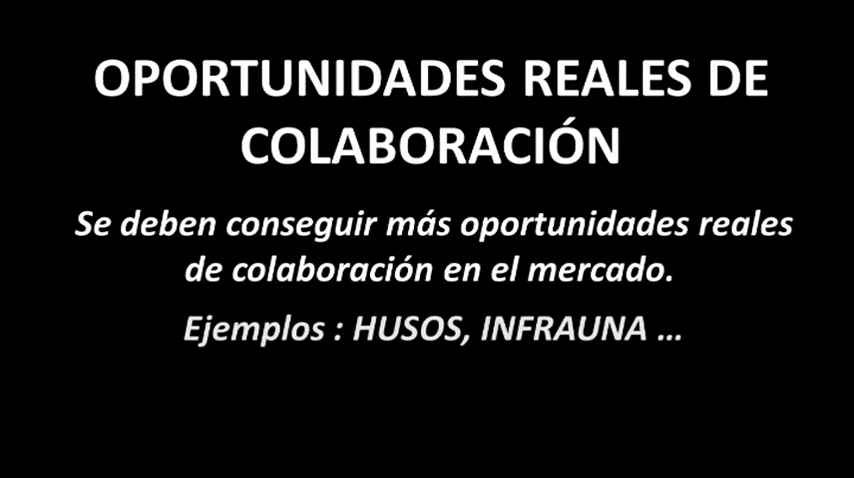 OPORTUNIDADES REALES DE
COLABORACIÓN
Se deben conseguir más oportunidades reales
de colaboración en el mercado.
Ejemplos : HUSOS, INFRAUNA ...